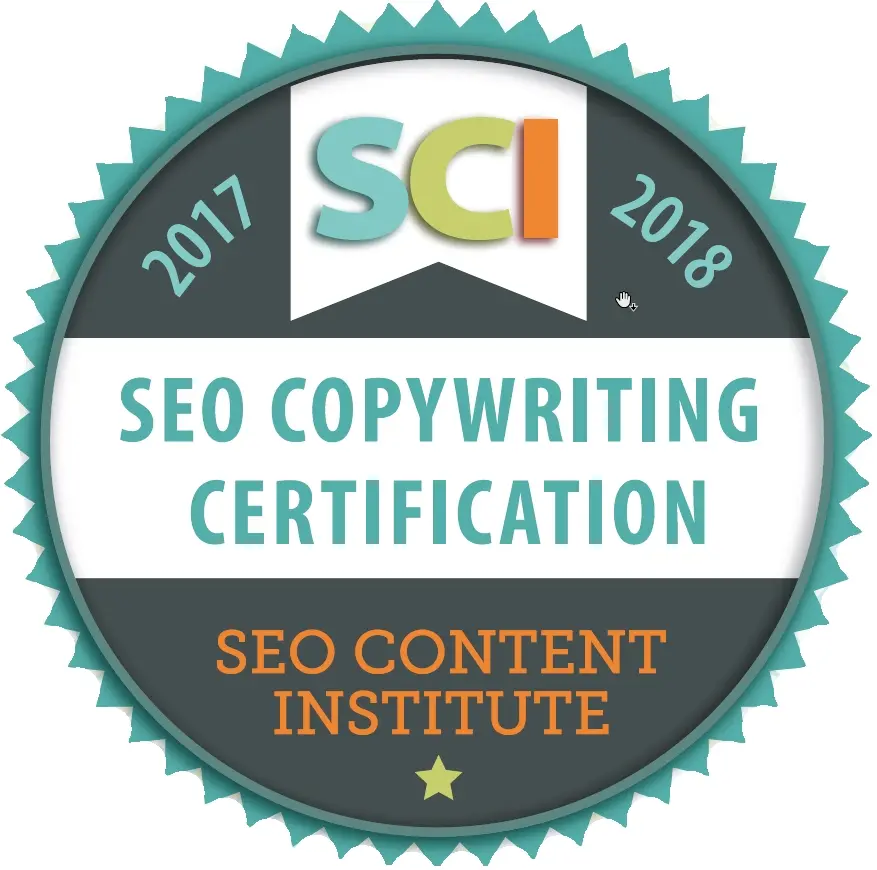 SCI
2017
2018
SEO COPYWRITING
CERTIFICATION
SEO CONTENT
INSTITUTE